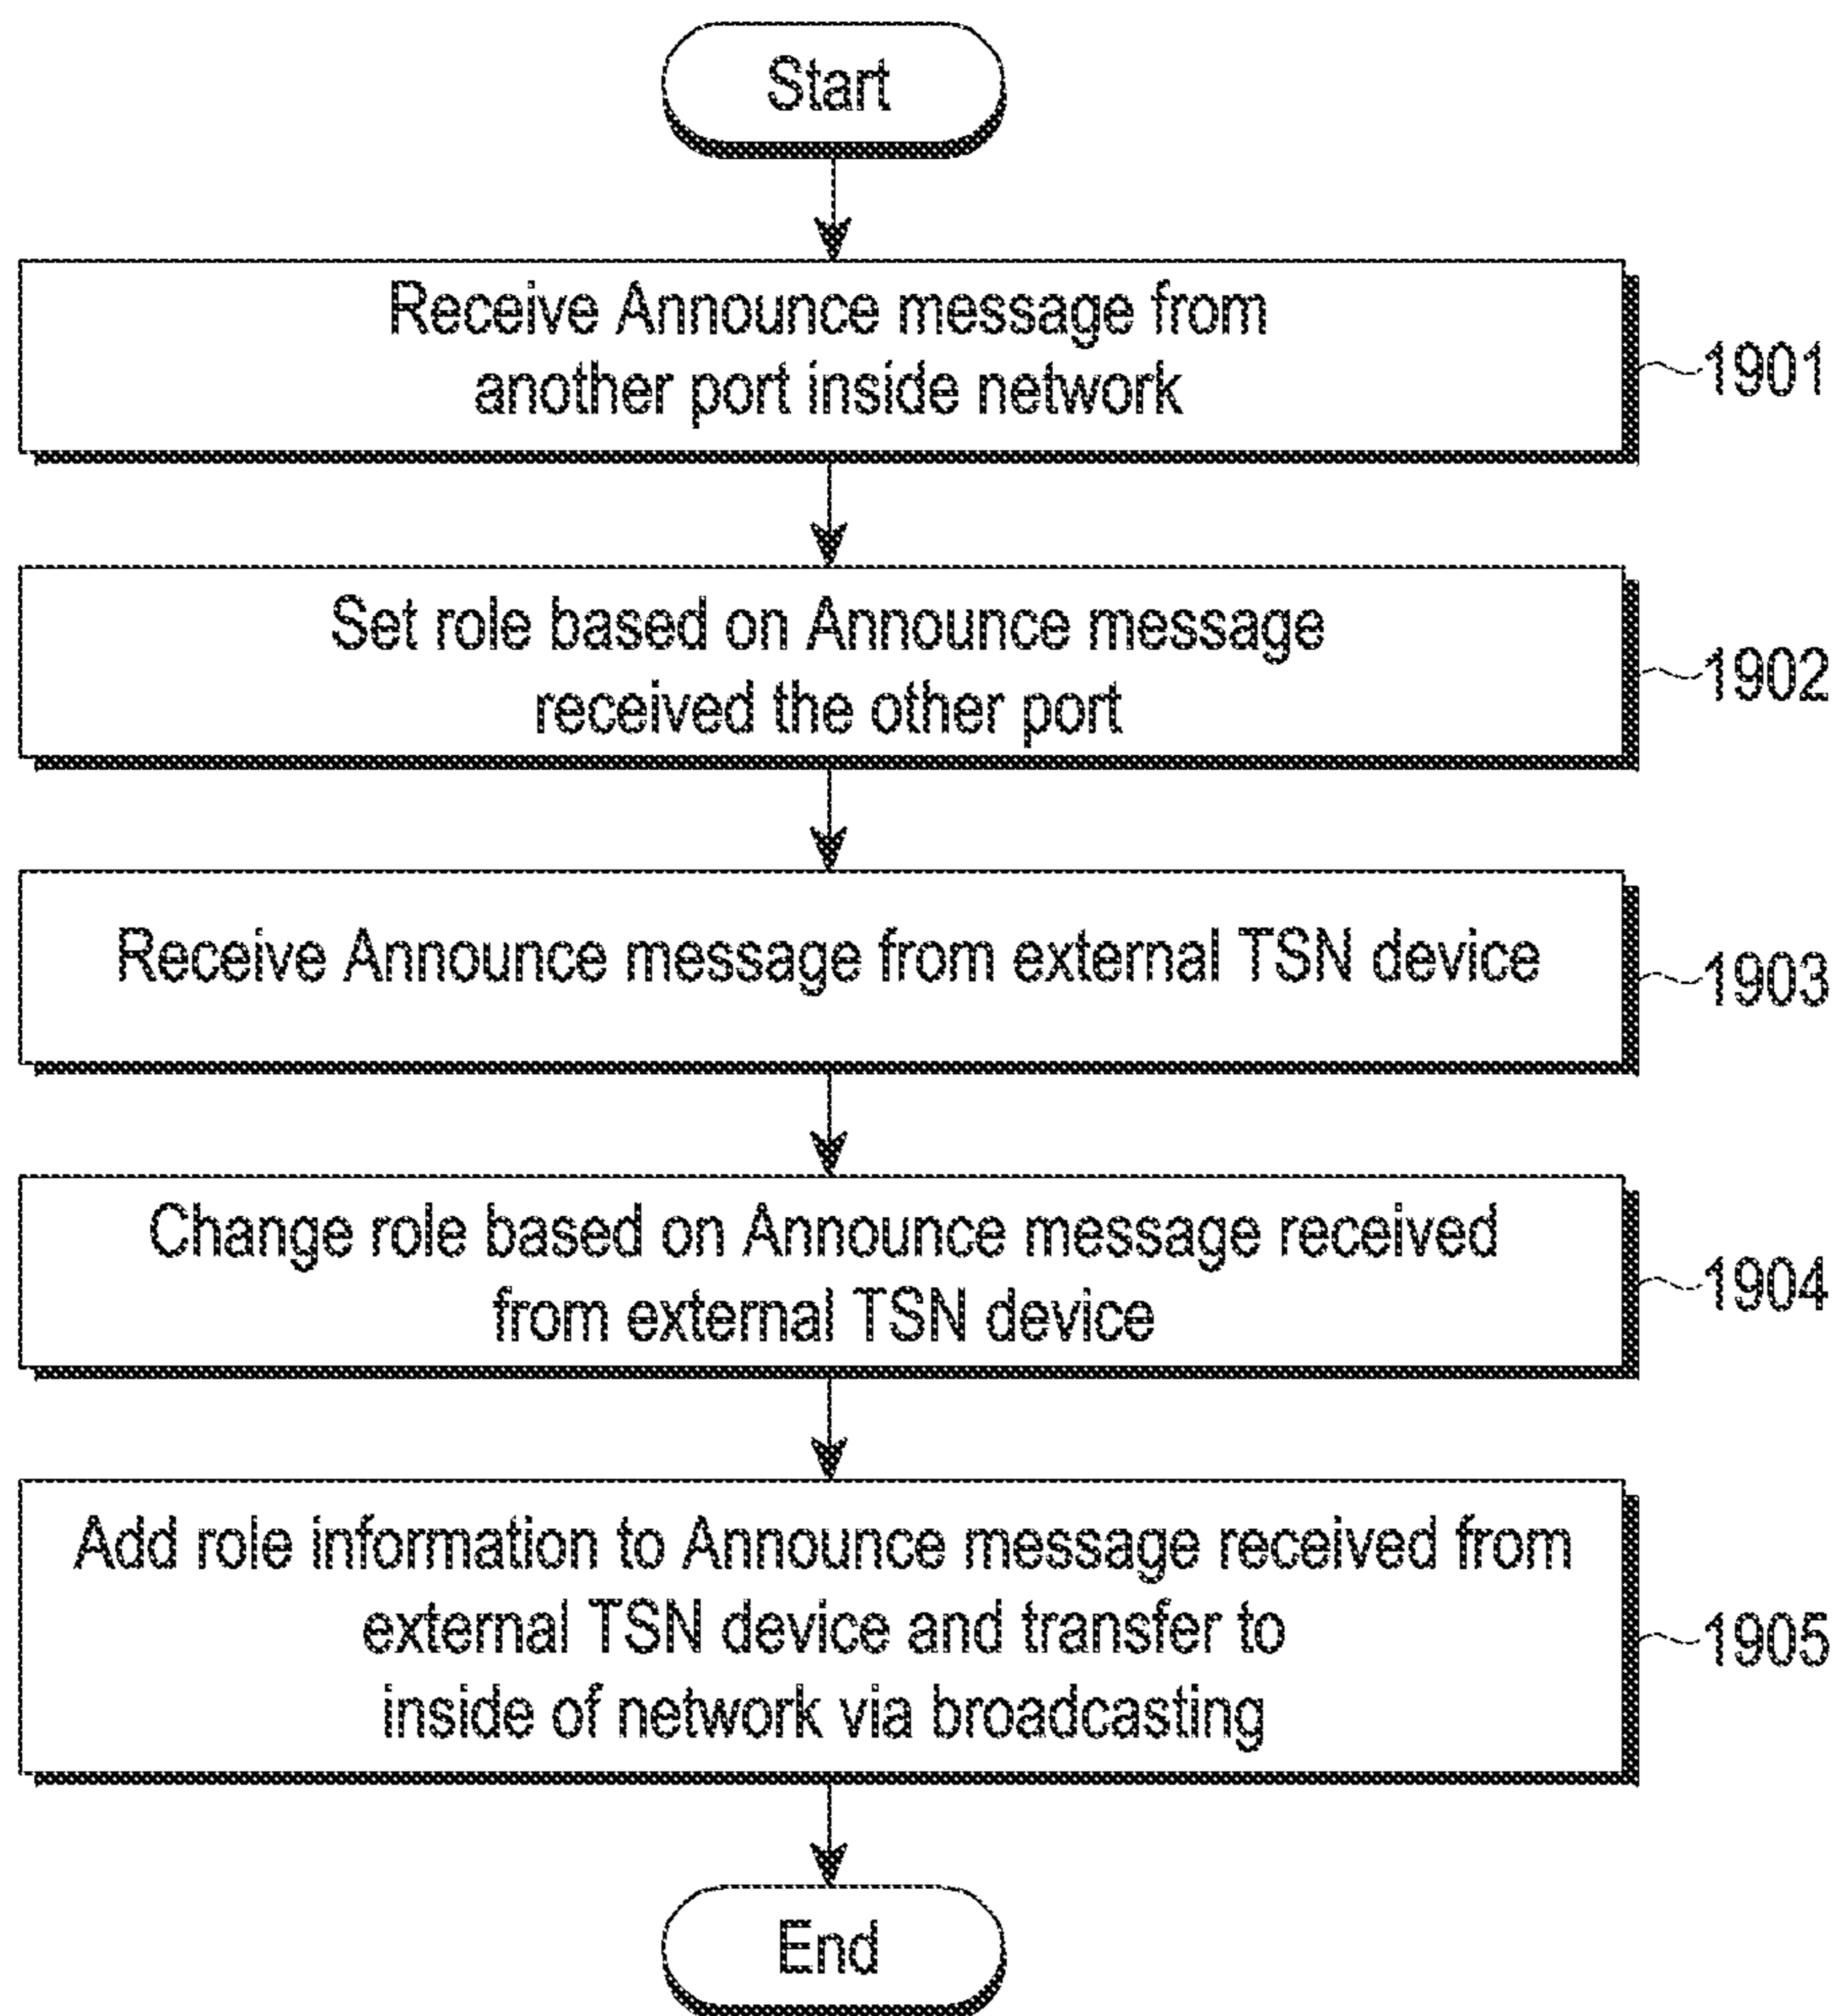 Start
Receive Announce message from
another port inside network
1901
Set role based on Announce message
received the other port
1902
Receive Announce message from external TSN device
1903
Change role based on Announce message received
from external TSN device
1904
Add role information to Announce message received from
external TSN device and transfer to
inside of network via broadcasting
1905
End